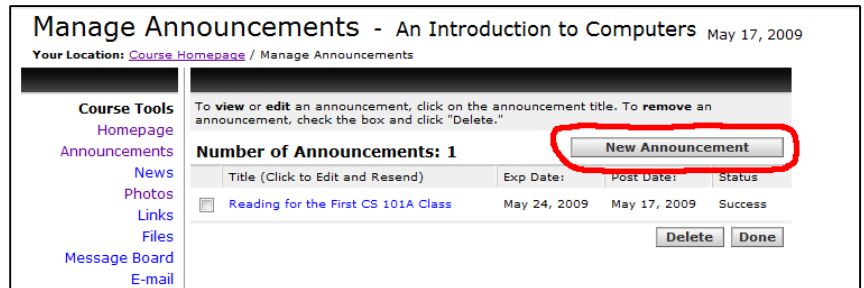 Manage Announcements - An Introduction to Computers May 17, 2009
Your Location: Course Homepage / Manage Announcements
Course Tools
Homepage
Announcements
News
Photos
Links
Files
Message Board
E-mail
To view or edit an announcement, click on the announcement title. To remove an
announcement, check the box and click "Delete."
Number of Announcements: 1 New Announcement
Title (Click to Edit and Resend) Exp Date: Post Date: Status
Reading for the First CS 101A Class May 24, 2009 May 17, 2009 Success
Delete Done